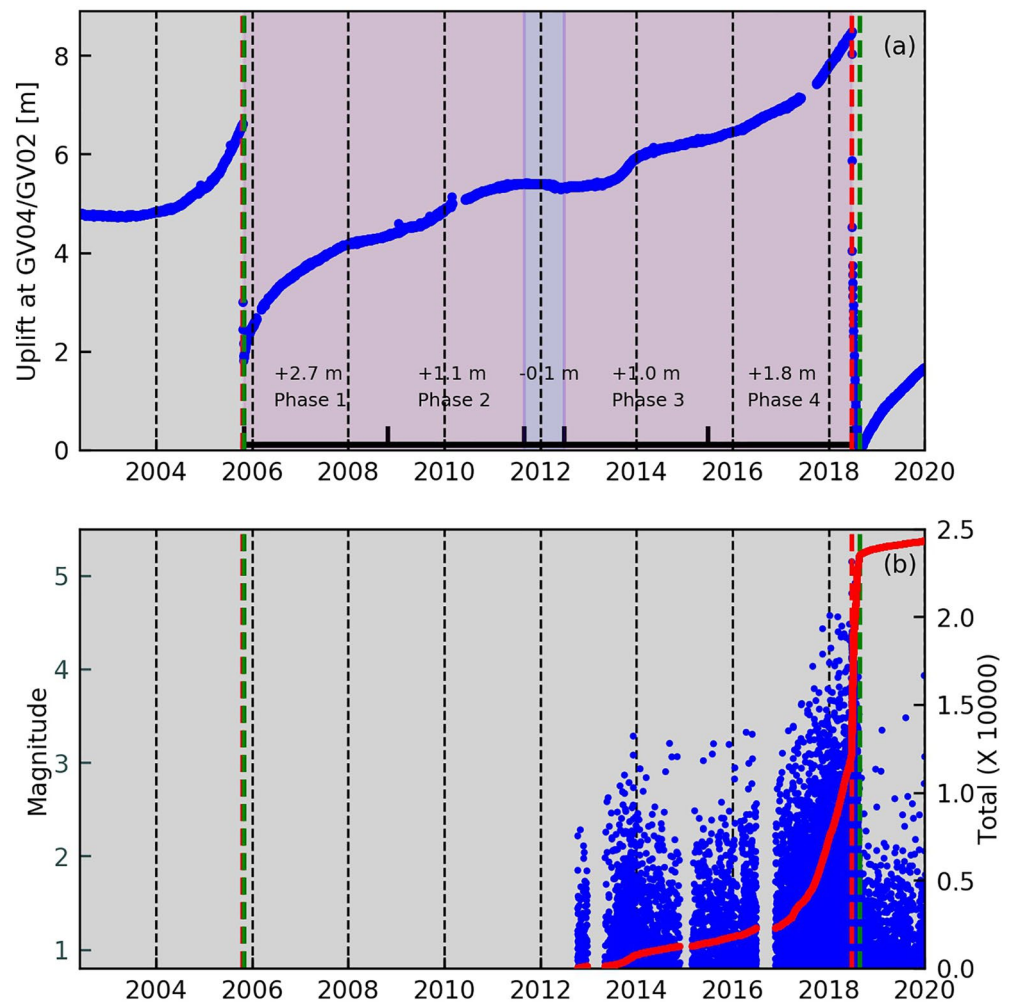 (a)
Uplift at GV04/GV02 [m]
8
6
4
2
0
+2.7 m +1.1 m -0.1 m +1.0 m +1.8 m
Phase 1 Phase 2 Phase 3 Phase 4
2004 2006 2008 2010 2012 2014 2016 2018 2020
(b)
Magnitude
5
4
3
2
1
2.5
2.0
1.5
1.0
0.5
0.0
Total (X 10000)
2004 2006 2008 2010 2012 2014 2016 2018 2020